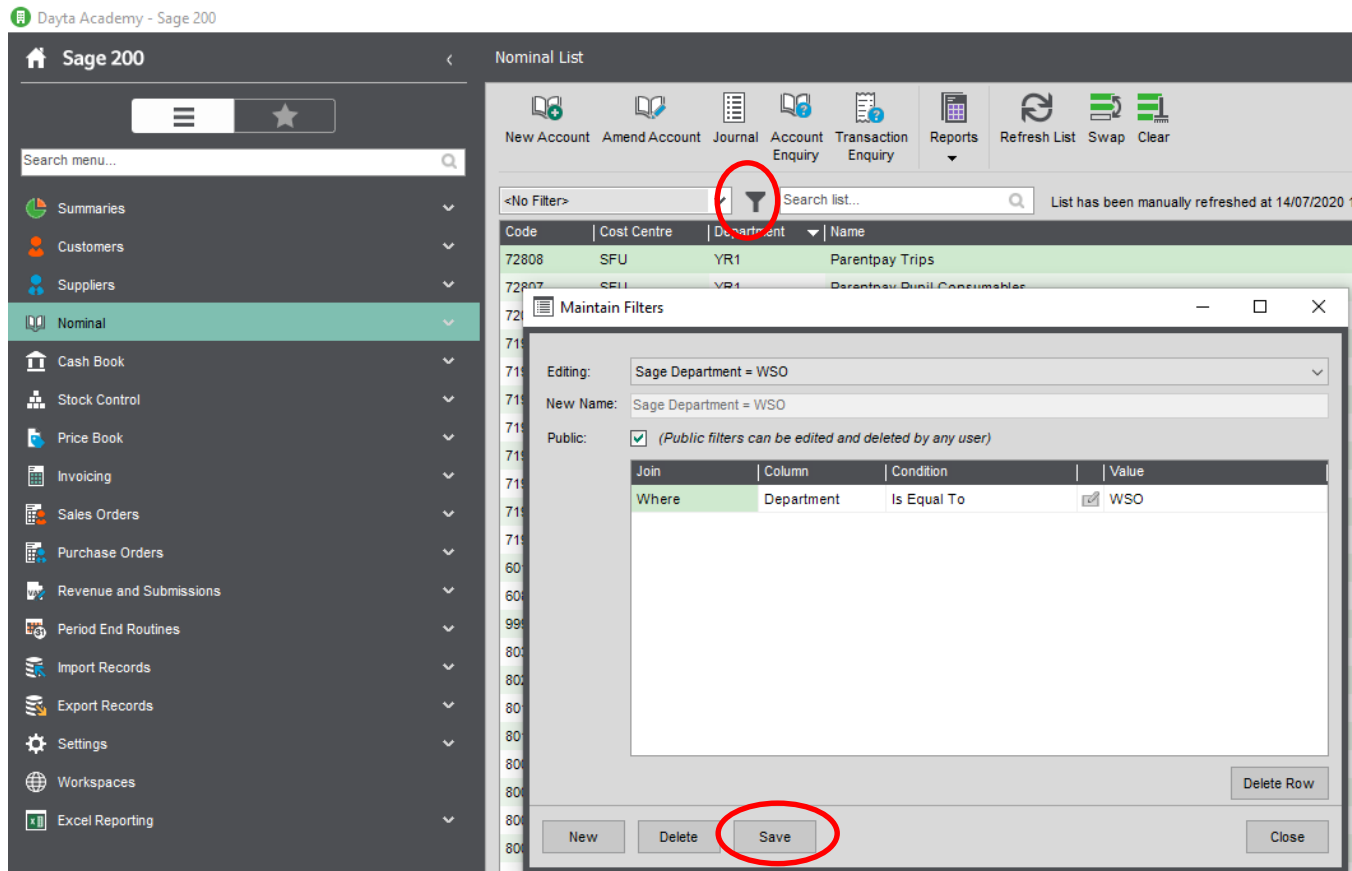 Dayta Academy - Sage 200
Sage 200
Search menu...
Summaries
Customers
Suppliers
Nominal
Cash Book
Stock Control
Price Book
Invoicing
Sales Orders
Purchase Orders
Revenue and Submissions
Period End Routines
Import Records
Export Records
Settings
Workspaces
Excel Reporting
Nominal List
New Account Amend Account Journal Account Enquiry Transaction Enquiry Reports Refresh List Swap Clear
<No Filter> Search list... List has been manually refreshed at 14/07/2020
Code Cost Centre Department Name
72808 SFU YR1 Parentpay Trips
72807 SFU YR1 Parentpay Pupil Consumables
Maintain Filters
Editing: Sage Department = WSO
New Name: Sage Department = WSO
Public: (Public filters can be edited and deleted by any user)
Join Column Condition Value
Where Department Is Equal To WSO
Delete Row
New Delete Save Close